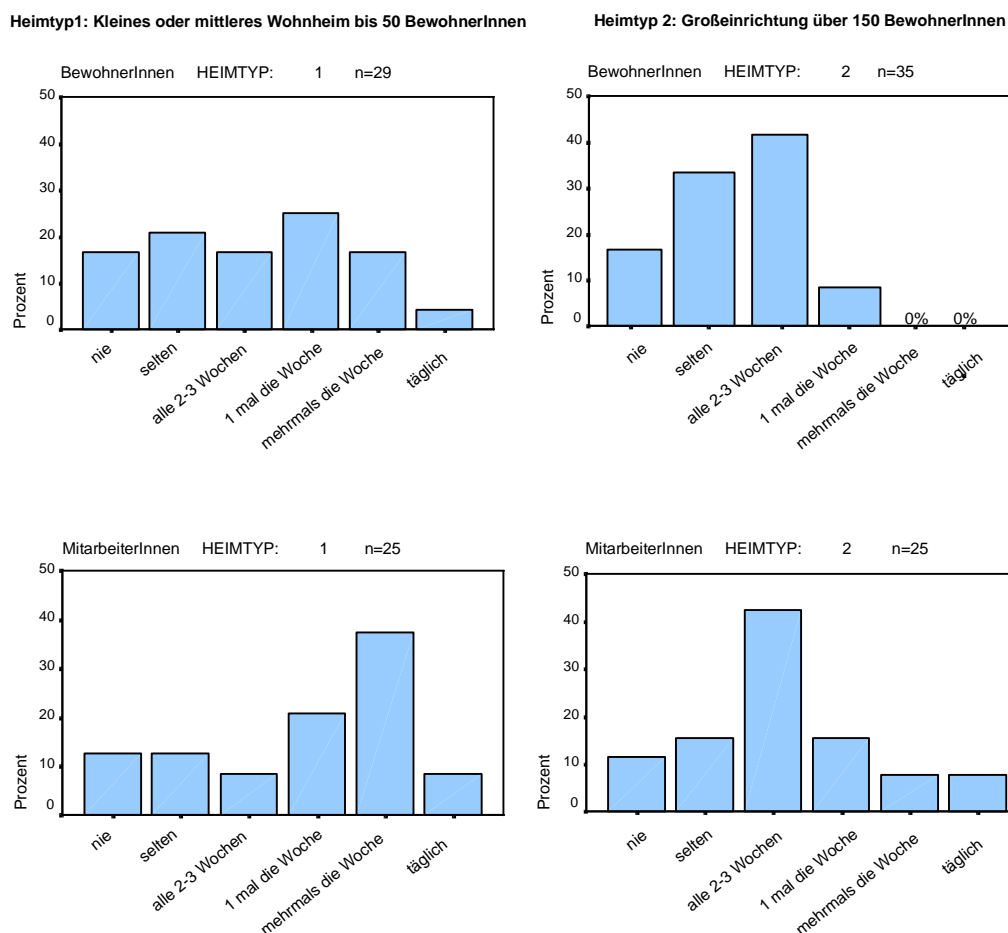 Heimtyp1: Kleines oder mittleres Wohnheim bis 50 BewohnerInnen
Heimtyp 2: Großeinrichtung über 150 BewohnerInnen
BewohnerInnen HEIMTYP: 1 n=29
50
40
30
20
10
0
Prozent
nie
selten
alle 2-3 Wochen
1 mal die Woche
mehrmals die Woche
täglich
BewohnerInnen HEIMTYP: 2 n=35
50
40
30
20
10
0
Prozent
0% 0%
nie
selten
alle 2-3 Wochen
1 mal die Woche
mehrmals die Woche
täglich
MitarbeiterInnen HEIMTYP: 1 n=25
50
40
30
20
10
0
Prozent
nie
selten
alle 2-3 Wochen
1 mal die Woche
mehrmals die Woche
täglich
MitarbeiterInnen HEIMTYP: 2 n=25
50
40
30
20
10
0
Prozent
nie
selten
alle 2-3 Wochen
1 mal die Woche
mehrmals die Woche
täglich